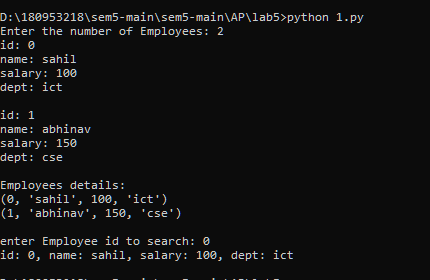 D:\180953218\sem5-main\sem5-main\AP\lab5>python 1.py
Enter the number of Employees: 2
id: 0
name: sahil
salary: 100
dept: ict
id: 1
name: abhinav
salary: 150
dept: cse
Employees details:
(0, 'sahil', 100, 'ict')
(1, 'abhinav', 150, 'cse')
enter Employee id to search: 0
id: 0, name: sahil, salary: 100, dept: ict